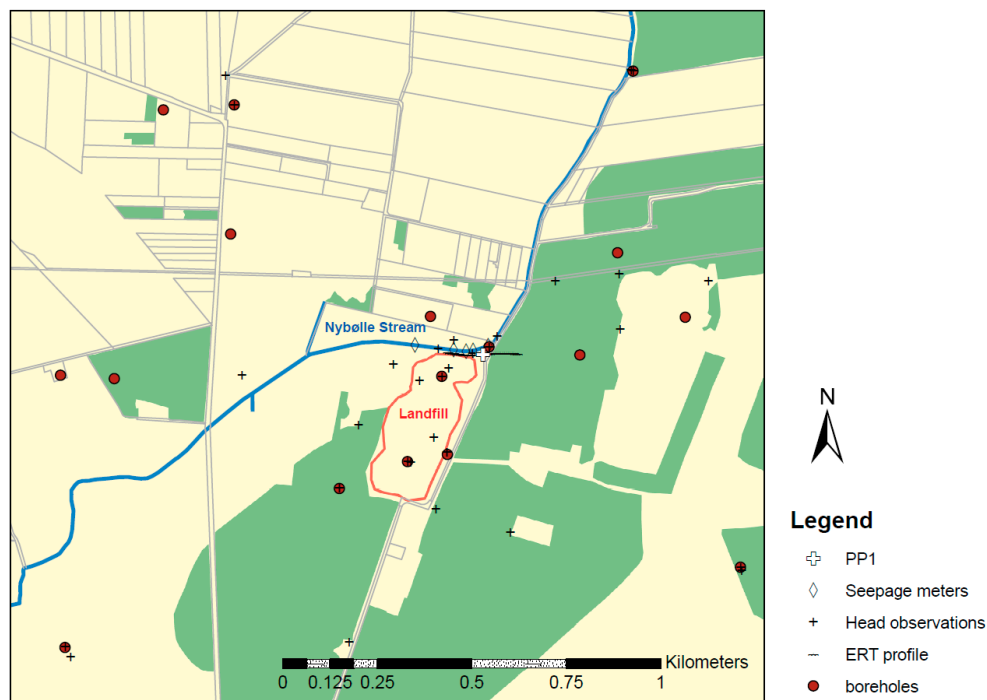 Nybølle Stream
Landfill
Kilometers
0 0.125 0.25 0.5 0.75 1
N
Legend
PP1
Seepage meters
Head observations
ERT profile
boreholes